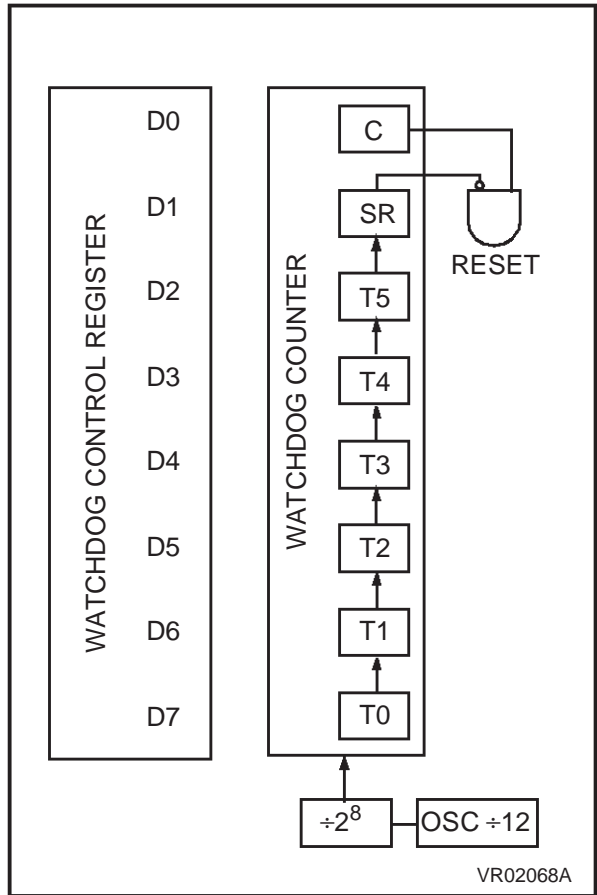 WATCHDOG CONTROL REGISTER
D0
D1
D2
D3
D4
D5
D6
D7
WATCHDOG COUNTER
C
SR
T5
T4
T3
T2
T1
T0
RESET
÷2⁸
OSC ÷12
VR02068A